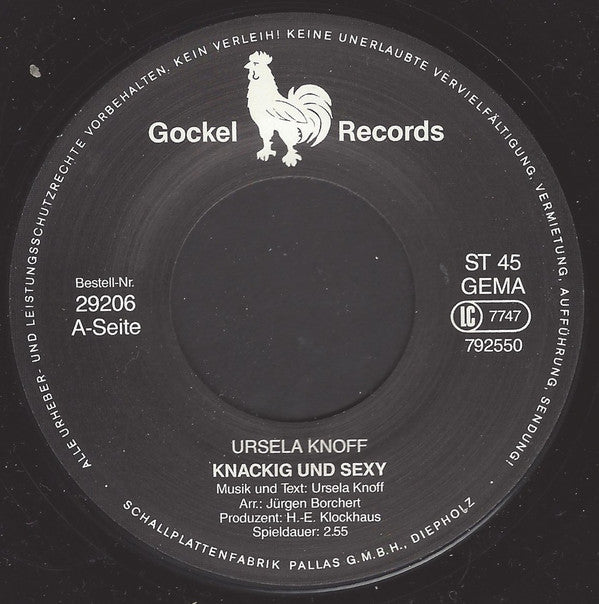 ALLE URHEBER- UND LEISTUNGSSCHUTZRECHTE VORBEHALTEN. KEIN VERLEIH! KEINE UNERLAUBTE VERVIELFÄLTIGUNG, VERMIETUNG, AUFFÜHRUNG, SENDUNG!
Gockel Records
Bestell-Nr.
29206
A-Seite
ST 45
GEMA
LC 7747
792550
URSELA KNOFF
KNACKIG UND SEXY
Musik und Text: Ursela Knoff
Arr.: Jürgen Borchert
Produzent: H.-E. Klockhaus
Spieldauer: 2.55
• SCHALLPLATTENFABRIK PALLAS G.M.B.H., DIEPHOLZ •